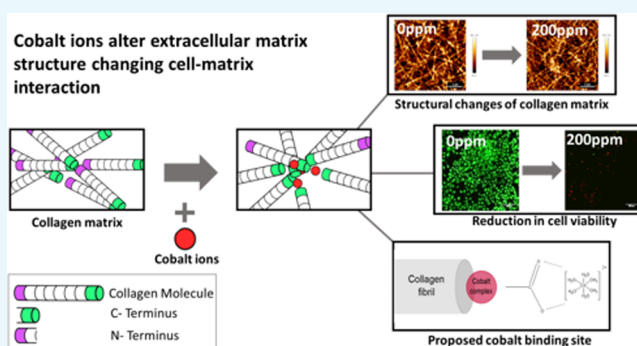 Cobalt ions alter extracellular matrix
structure changing cell-matrix
interaction
0ppm
200ppm
Structural changes of collagen matrix
0ppm
200ppm
Reduction in cell viability
Collagen matrix
+
Cobalt ions
Collagen Molecule
C- Terminus
N- Terminus
Collagen
fibril
Cobalt
complex
Proposed cobalt binding site